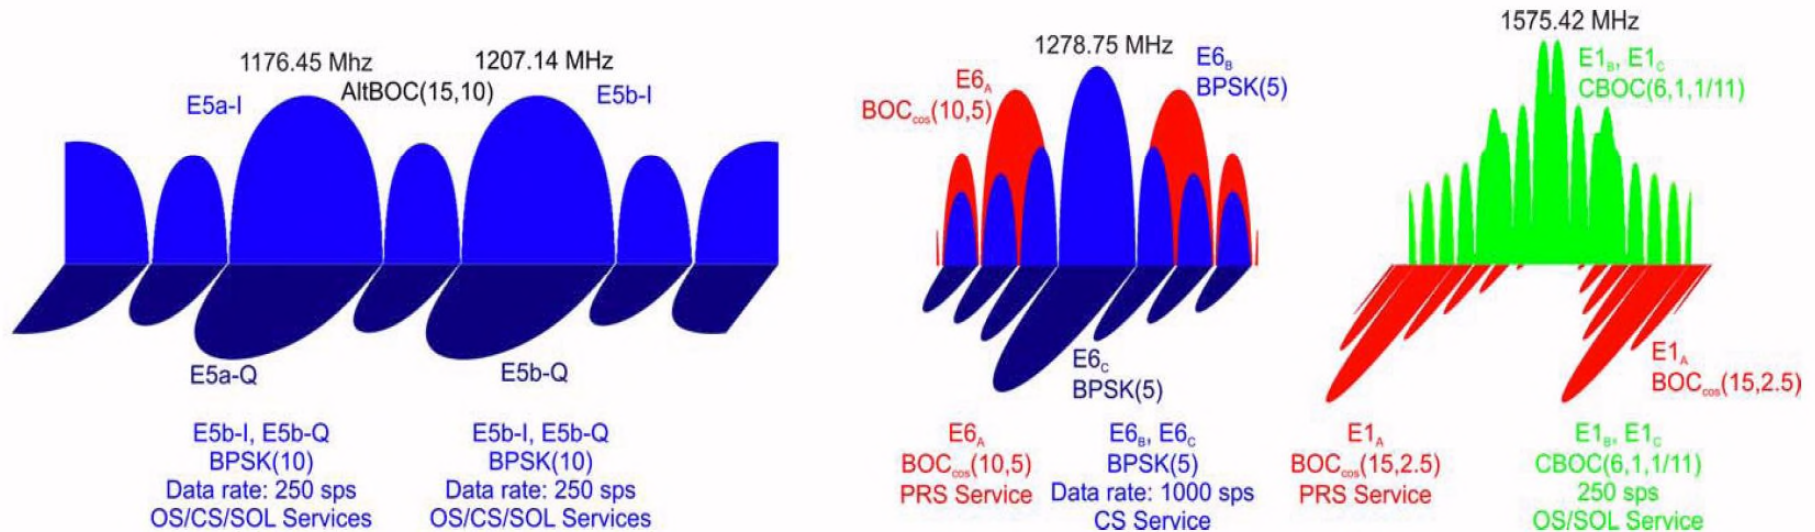 1176.45 Mhz
1207.14 MHz
AltBOC(15,10)
E5a-I
E5b-I
E5a-Q
E5b-Q
E5b-I, E5b-Q
BPSK(10)
Data rate: 250 sps
OS/CS/SOL Services
E5b-I, E5b-Q
BPSK(10)
Data rate: 250 sps
OS/CS/SOL Services
1278.75 MHz
E6A
BOCcos(10,5)
E6B
BPSK(5)
E6C
BPSK(5)
E6A
BOCcos(10,5)
PRS Service
E6B, E6C
BPSK(5)
Data rate: 1000 sps
CS Service
1575.42 MHz
E1B, E1C
CBOC(6,1,1/11)
E1A
BOCcos(15,2.5)
E1A
BOCcos(15,2.5)
PRS Service
E1B, E1C
CBOC(6,1,1/11)
250 sps
OS/SOL Services